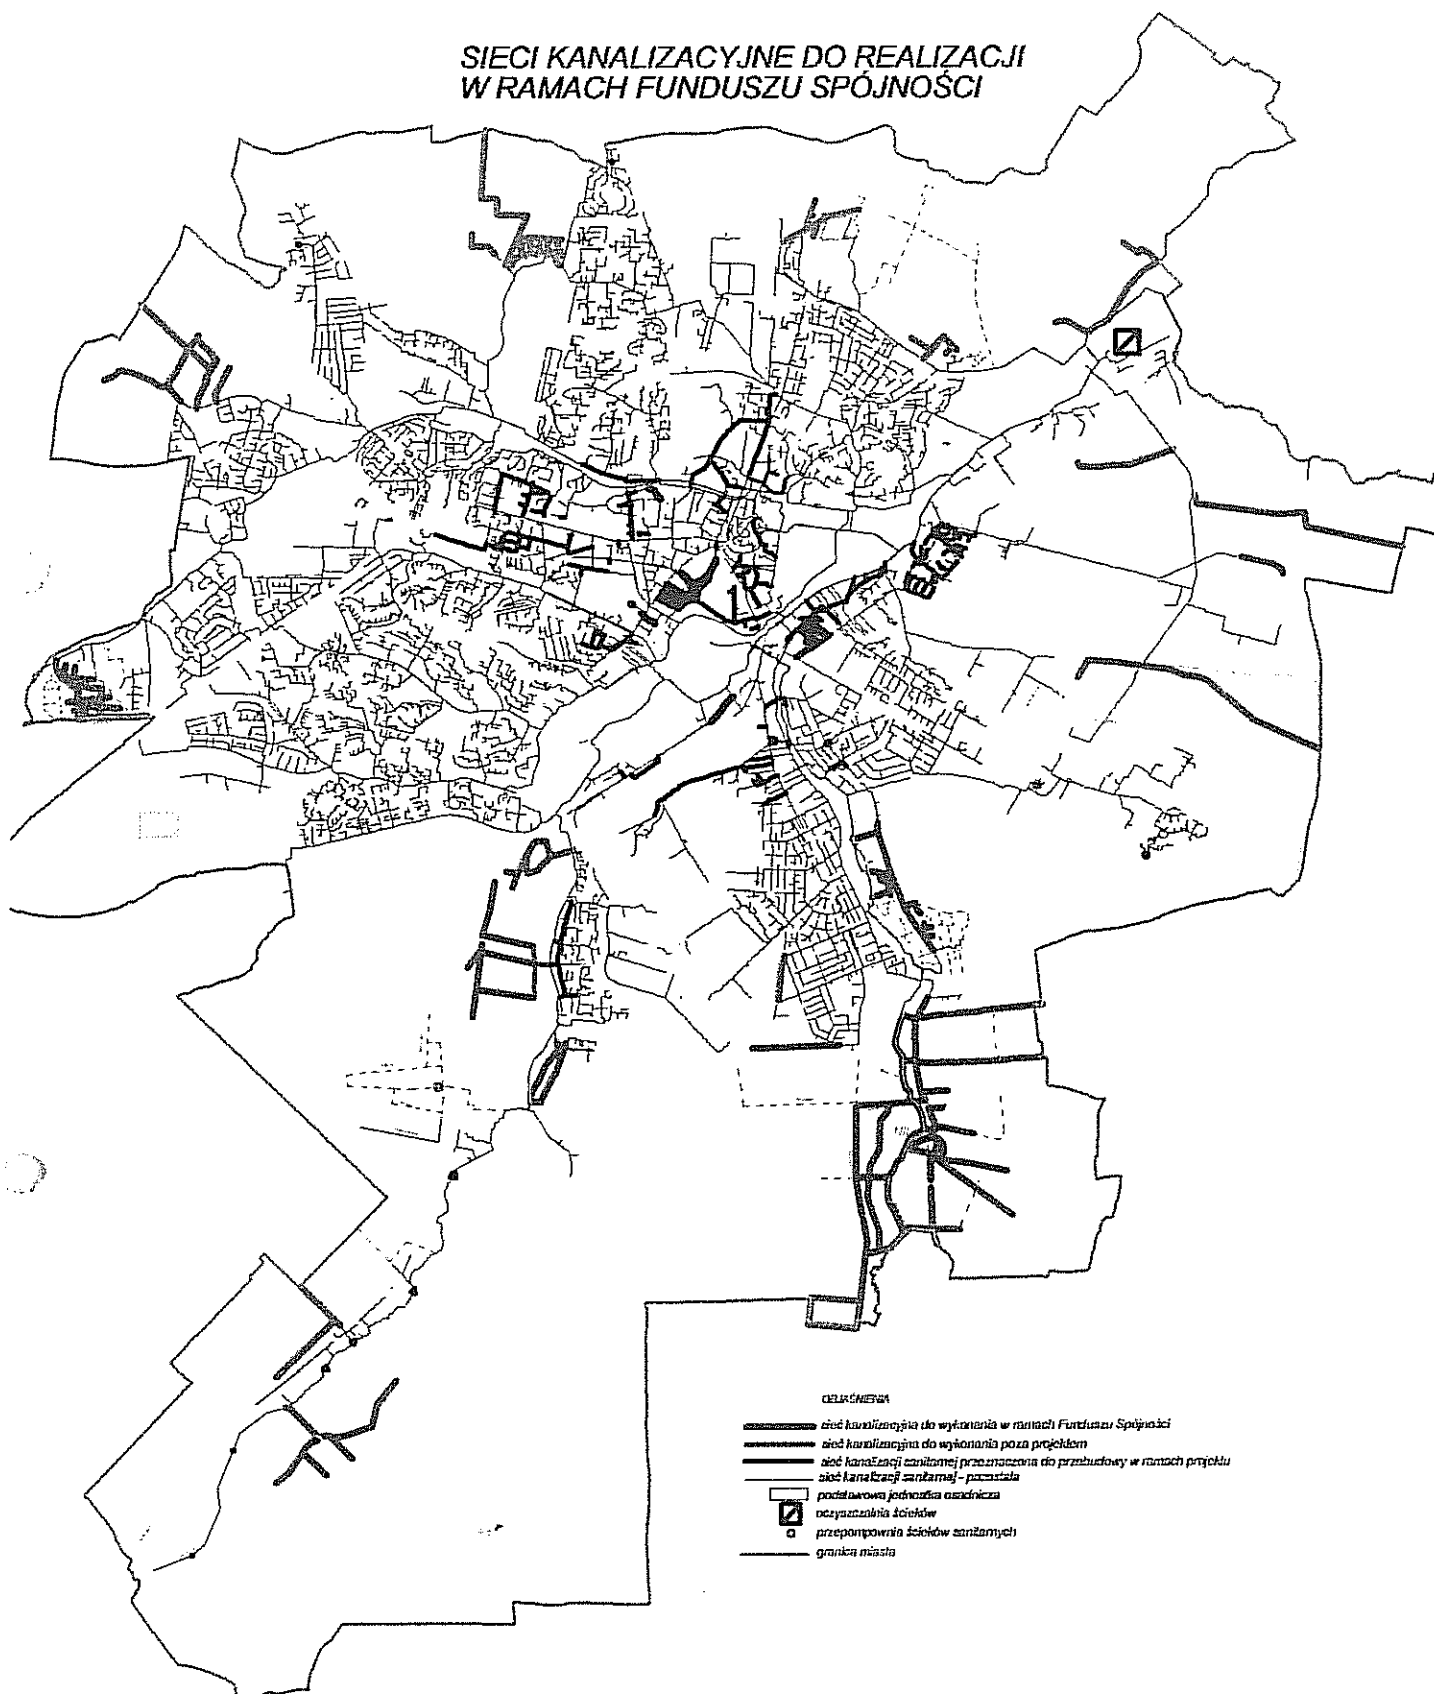 SIECI KANALIZACYJNE DO REALIZACJI
W RAMACH FUNDUSZU SPÓJNOŚCI
OBJAŚNIENIA
sieć kanalizacyjna do wykonania w ramach Funduszu Spójności
sieć kanalizacyjna do wykonania poza projektem
sieć kanalizacji sanitarnej przeznaczona do przebudowy w ramach projektu
sieć kanalizacji sanitarnej - pozostała
podstawowa jednostka osadnicza
oczyszczalnia ścieków
przepompownia ścieków sanitarnych
granica miasta